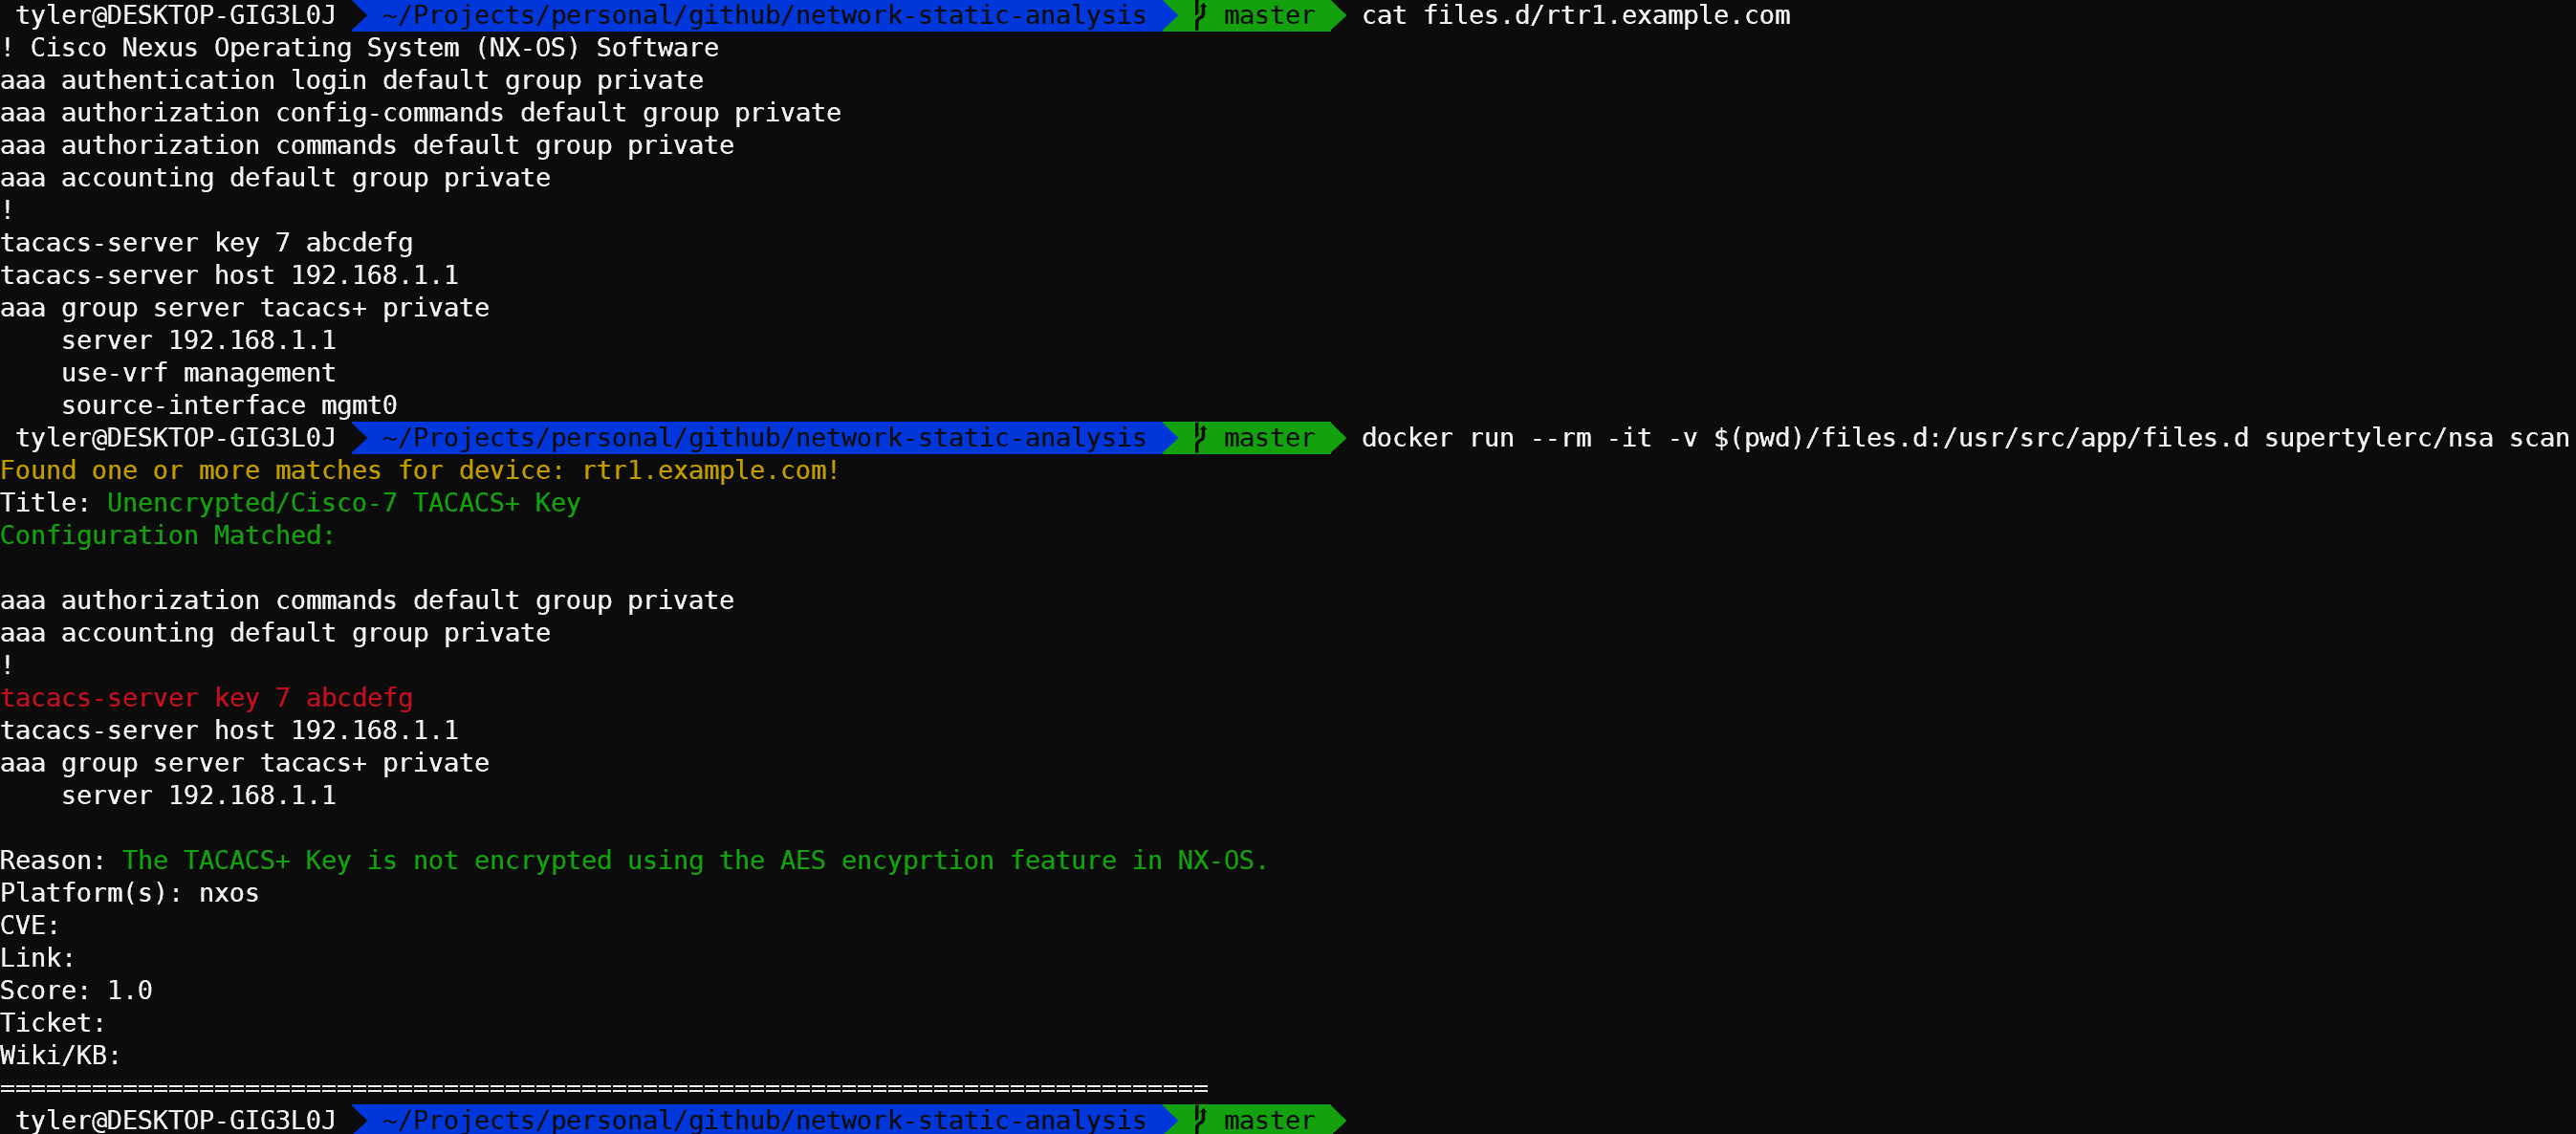 tyler@DESKTOP-GIG3L0J ~/Projects/personal/github/network-static-analysis master cat files.d/rtr1.example.com
! Cisco Nexus Operating System (NX-OS) Software
aaa authentication login default group private
aaa authorization config-commands default group private
aaa authorization commands default group private
aaa accounting default group private
!
tacacs-server key 7 abcdefg
tacacs-server host 192.168.1.1
aaa group server tacacs+ private
    server 192.168.1.1
    use-vrf management
    source-interface mgmt0
tyler@DESKTOP-GIG3L0J ~/Projects/personal/github/network-static-analysis master docker run --rm -it -v $(pwd)/files.d:/usr/src/app/files.d supertylerc/nsa scan
Found one or more matches for device: rtr1.example.com!
Title: Unencrypted/Cisco-7 TACACS+ Key
Configuration Matched:

aaa authorization commands default group private
aaa accounting default group private
!
tacacs-server key 7 abcdefg
tacacs-server host 192.168.1.1
aaa group server tacacs+ private
    server 192.168.1.1

Reason: The TACACS+ Key is not encrypted using the AES encyprtion feature in NX-OS.
Platform(s): nxos
CVE:
Link:
Score: 1.0
Ticket:
Wiki/KB:
===============================================================================
tyler@DESKTOP-GIG3L0J ~/Projects/personal/github/network-static-analysis master